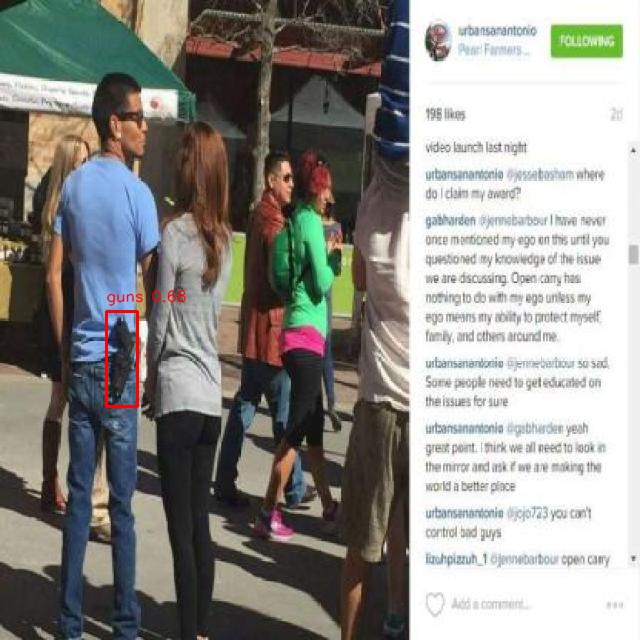 guns 0.68
urbansanantonio
Pearl Farmers...
FOLLOWING
198 likes
2d
video launch last night
urbansanantonio @jessebasham where
do I claim my award?
gabharden @jennebarbour I have never
once mentioned my ego on this until you
questioned my knowledge of the issue
we are discussing. Open carry has
nothing to do with my ego unless my
ego means my ability to protect myself,
family, and others around me.
urbansanantonio @jennebarbour so sad.
Some people need to get educated on
the issues for sure
urbansanantonio @gabharden yeah
great point. I think we all need to look in
the mirror and ask if we are making the
world a better place
urbansanantonio @jojo723 you can't
control bad guys
lizuhpizzuh_1 @jennebarbour open carry
Add a comment...